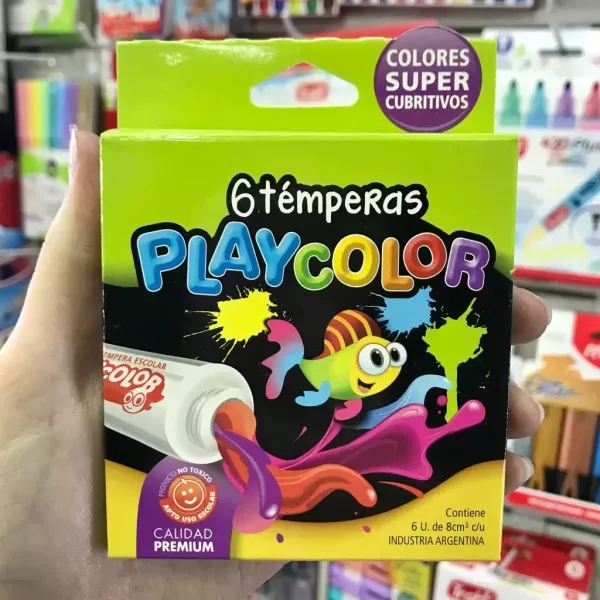 COLORES
SUPER
CUBRITIVOS
6 témperas
PLAYCOLOR
TEMPERA ESCOLAR
COLOR
PRODUCTO NO TOXICO
APTO USO ESCOLAR
CALIDAD
PREMIUM
Contiene
6 U. de 8cm³ c/u
INDUSTRIA ARGENTINA